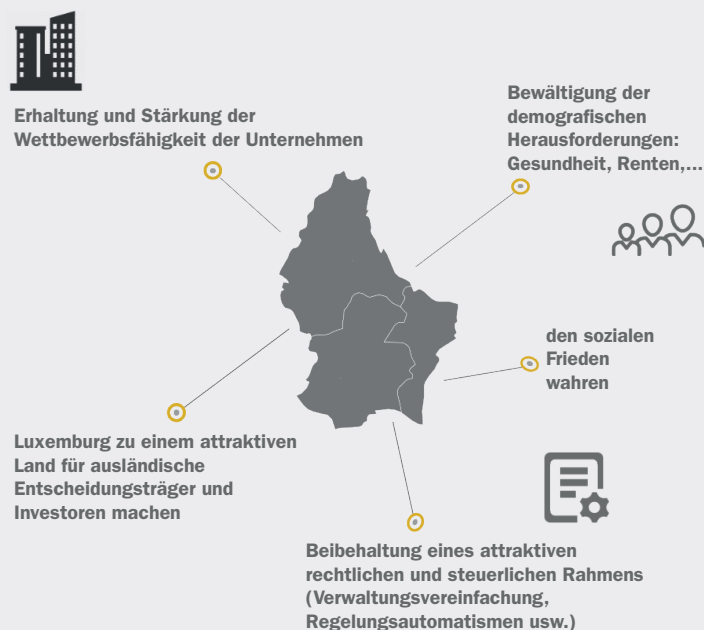 Erhaltung und Stärkung der
Wettbewerbsfähigkeit der Unternehmen
Bewältigung der
demografischen
Herausforderungen:
Gesundheit, Renten,...
den sozialen
Frieden
wahren
Luxemburg zu einem attraktiven
Land für ausländische
Entscheidungsträger und
Investoren machen
Beibehaltung eines attraktiven
rechtlichen und steuerlichen Rahmens
(Verwaltungsvereinfachung,
Regelungsautomatismen usw.)